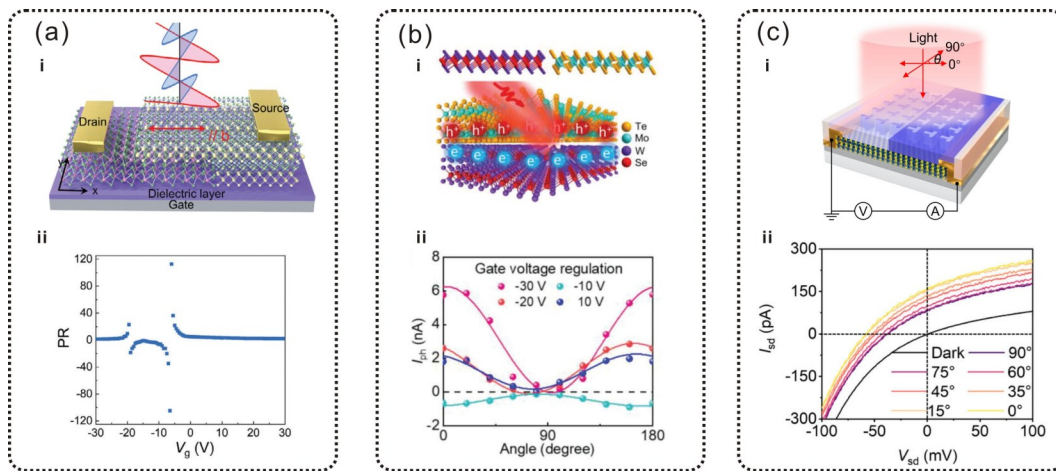 (a)
i
Drain
Source
// b
y
x
Dielectric layer
Gate
ii
PR
120
80
40
0
-40
-80
-120
-30 -20 -10 0 10 20 30
Vg (V)
(b)
i
h+ h+ h+ h+ h+ h+
e- e- e- e- e- e-
Te
Mo
W
Se
ii
Gate voltage regulation
-30 V -10 V
-20 V 10 V
Iph (nA)
8
6
4
2
0
-2
0 90 180
Angle (degree)
(c)
i
Light
90°
θ
0°
V A
ii
Isd (pA)
300
150
0
-150
-300
Dark 90°
75° 60°
45° 35°
15° 0°
-100 -50 0 50 100
Vsd (mV)